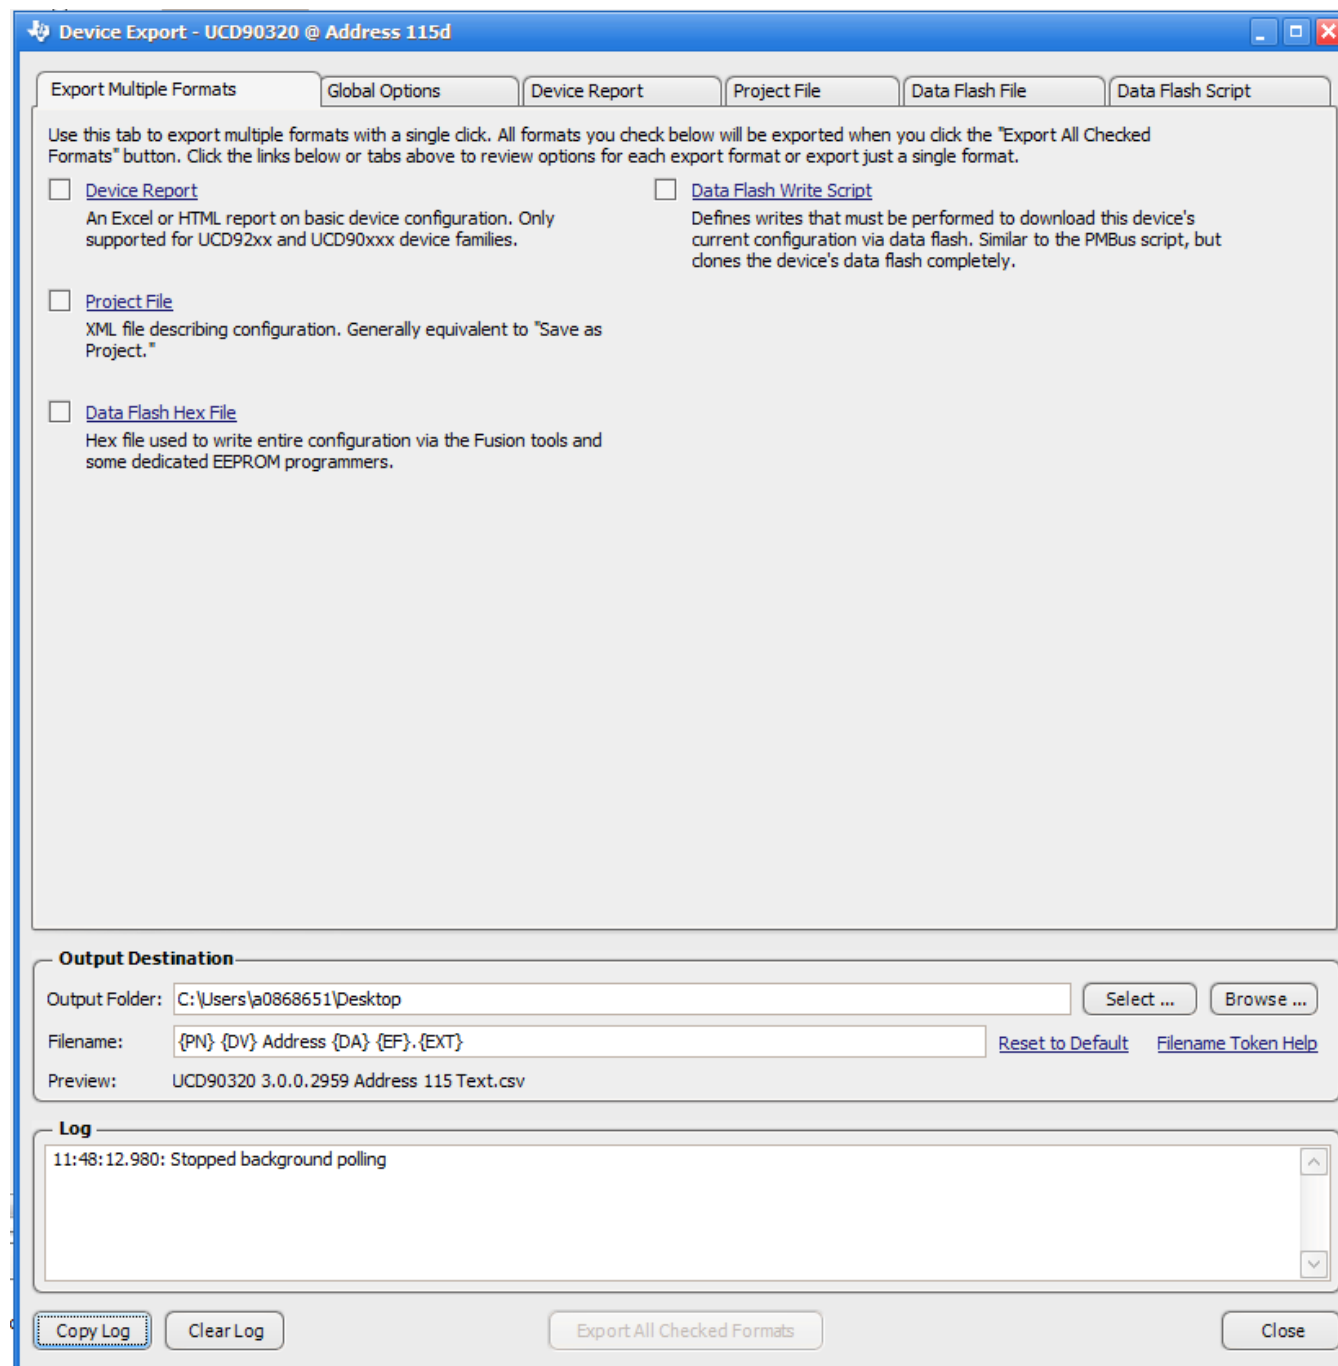 Device Export - UCD90320 @ Address 115d
Export Multiple Formats
Global Options
Device Report
Project File
Data Flash File
Data Flash Script
Use this tab to export multiple formats with a single click. All formats you check below will be exported when you click the "Export All Checked
Formats" button. Click the links below or tabs above to review options for each export format or export just a single format.
Device Report
An Excel or HTML report on basic device configuration. Only
supported for UCD92xx and UCD90xxx device families.
Project File
XML file describing configuration. Generally equivalent to "Save as
Project."
Data Flash Hex File
Hex file used to write entire configuration via the Fusion tools and
some dedicated EEPROM programmers.
Data Flash Write Script
Defines writes that must be performed to download this device's
current configuration via data flash. Similar to the PMBus script, but
clones the device's data flash completely.
Output Destination
Output Folder: C:\Users\a0868651\Desktop
Select ...
Browse ...
Filename: {PN} {DV} Address {DA} {EF}.{EXT}
Reset to Default
Filename Token Help
Preview: UCD90320 3.0.0.2959 Address 115 Text.csv
Log
11:48:12.980: Stopped background polling
Copy Log
Clear Log
Export All Checked Formats
Close